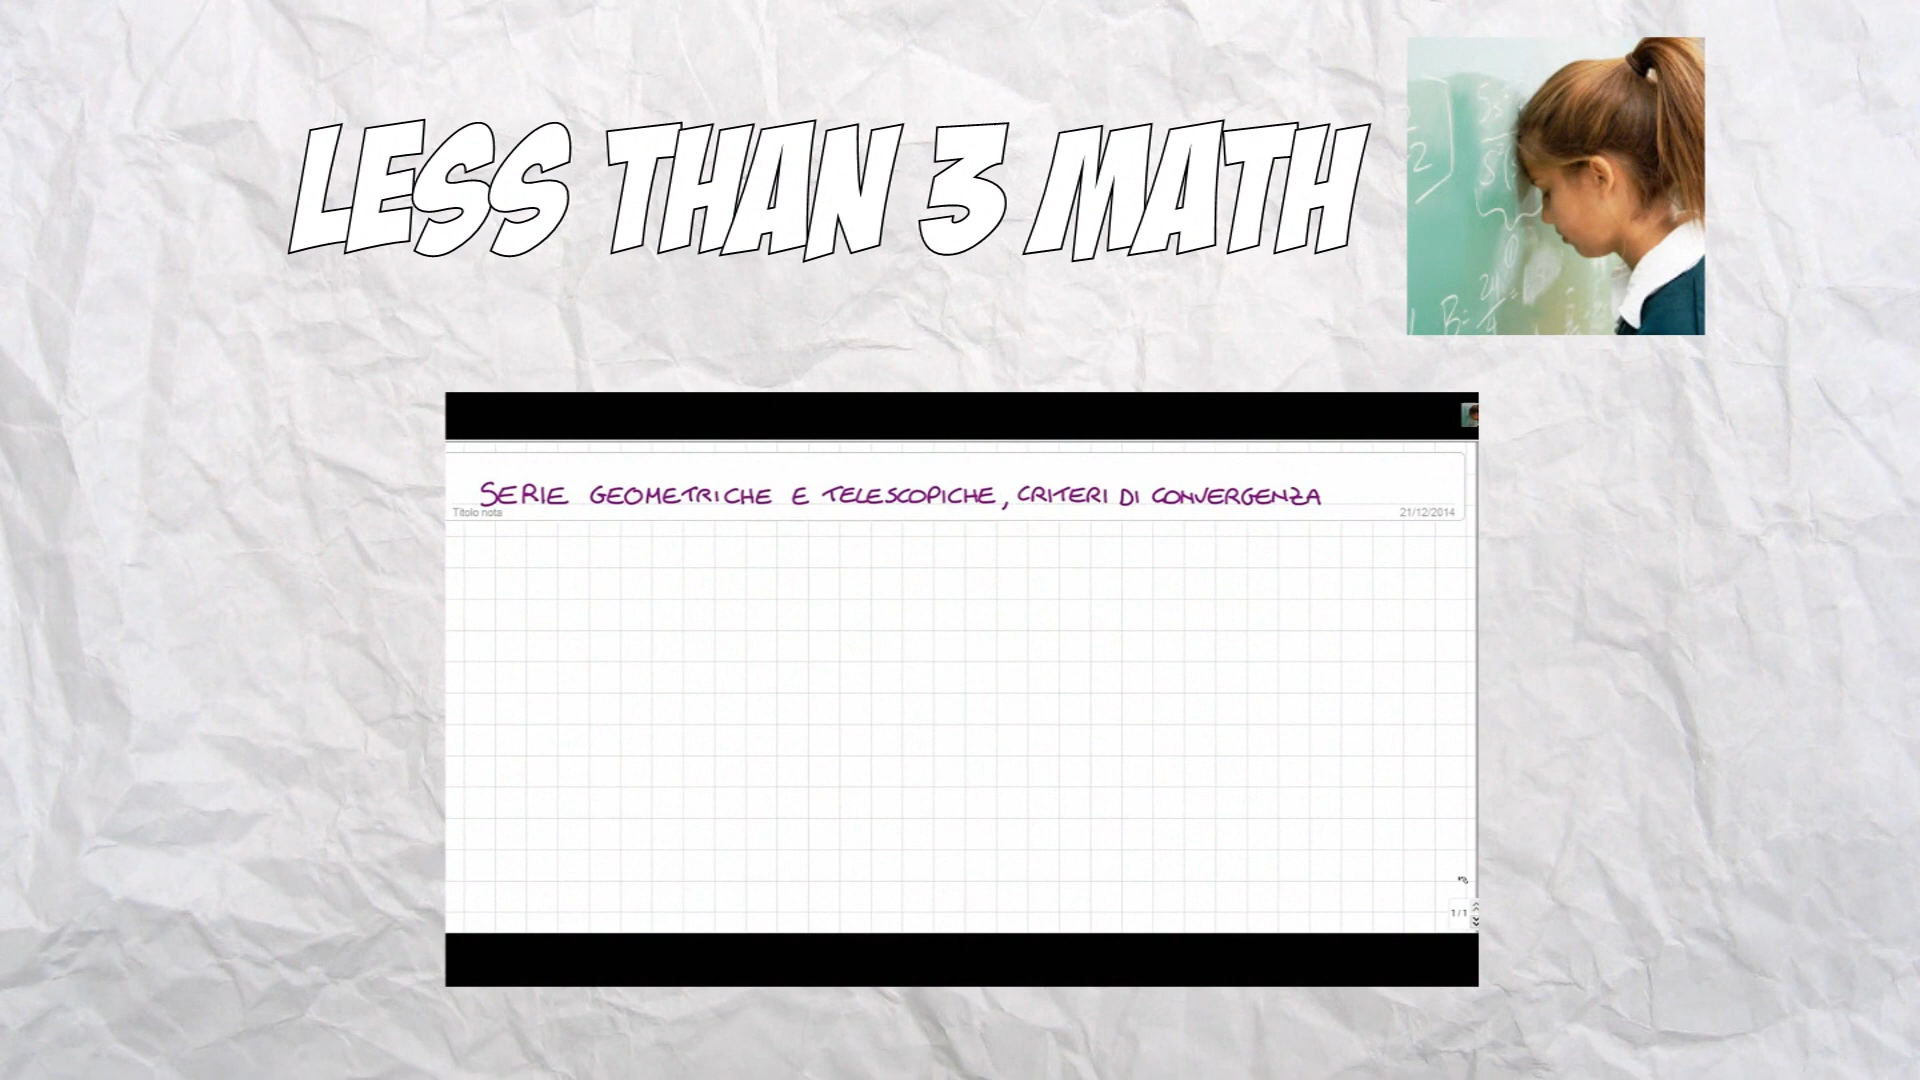 LESS THAN 3 MATH
SERIE GEOMETRICHE E TELESCOPICHE, CRITERI DI CONVERGENZA
Titolo nota
21/12/2014
1/1